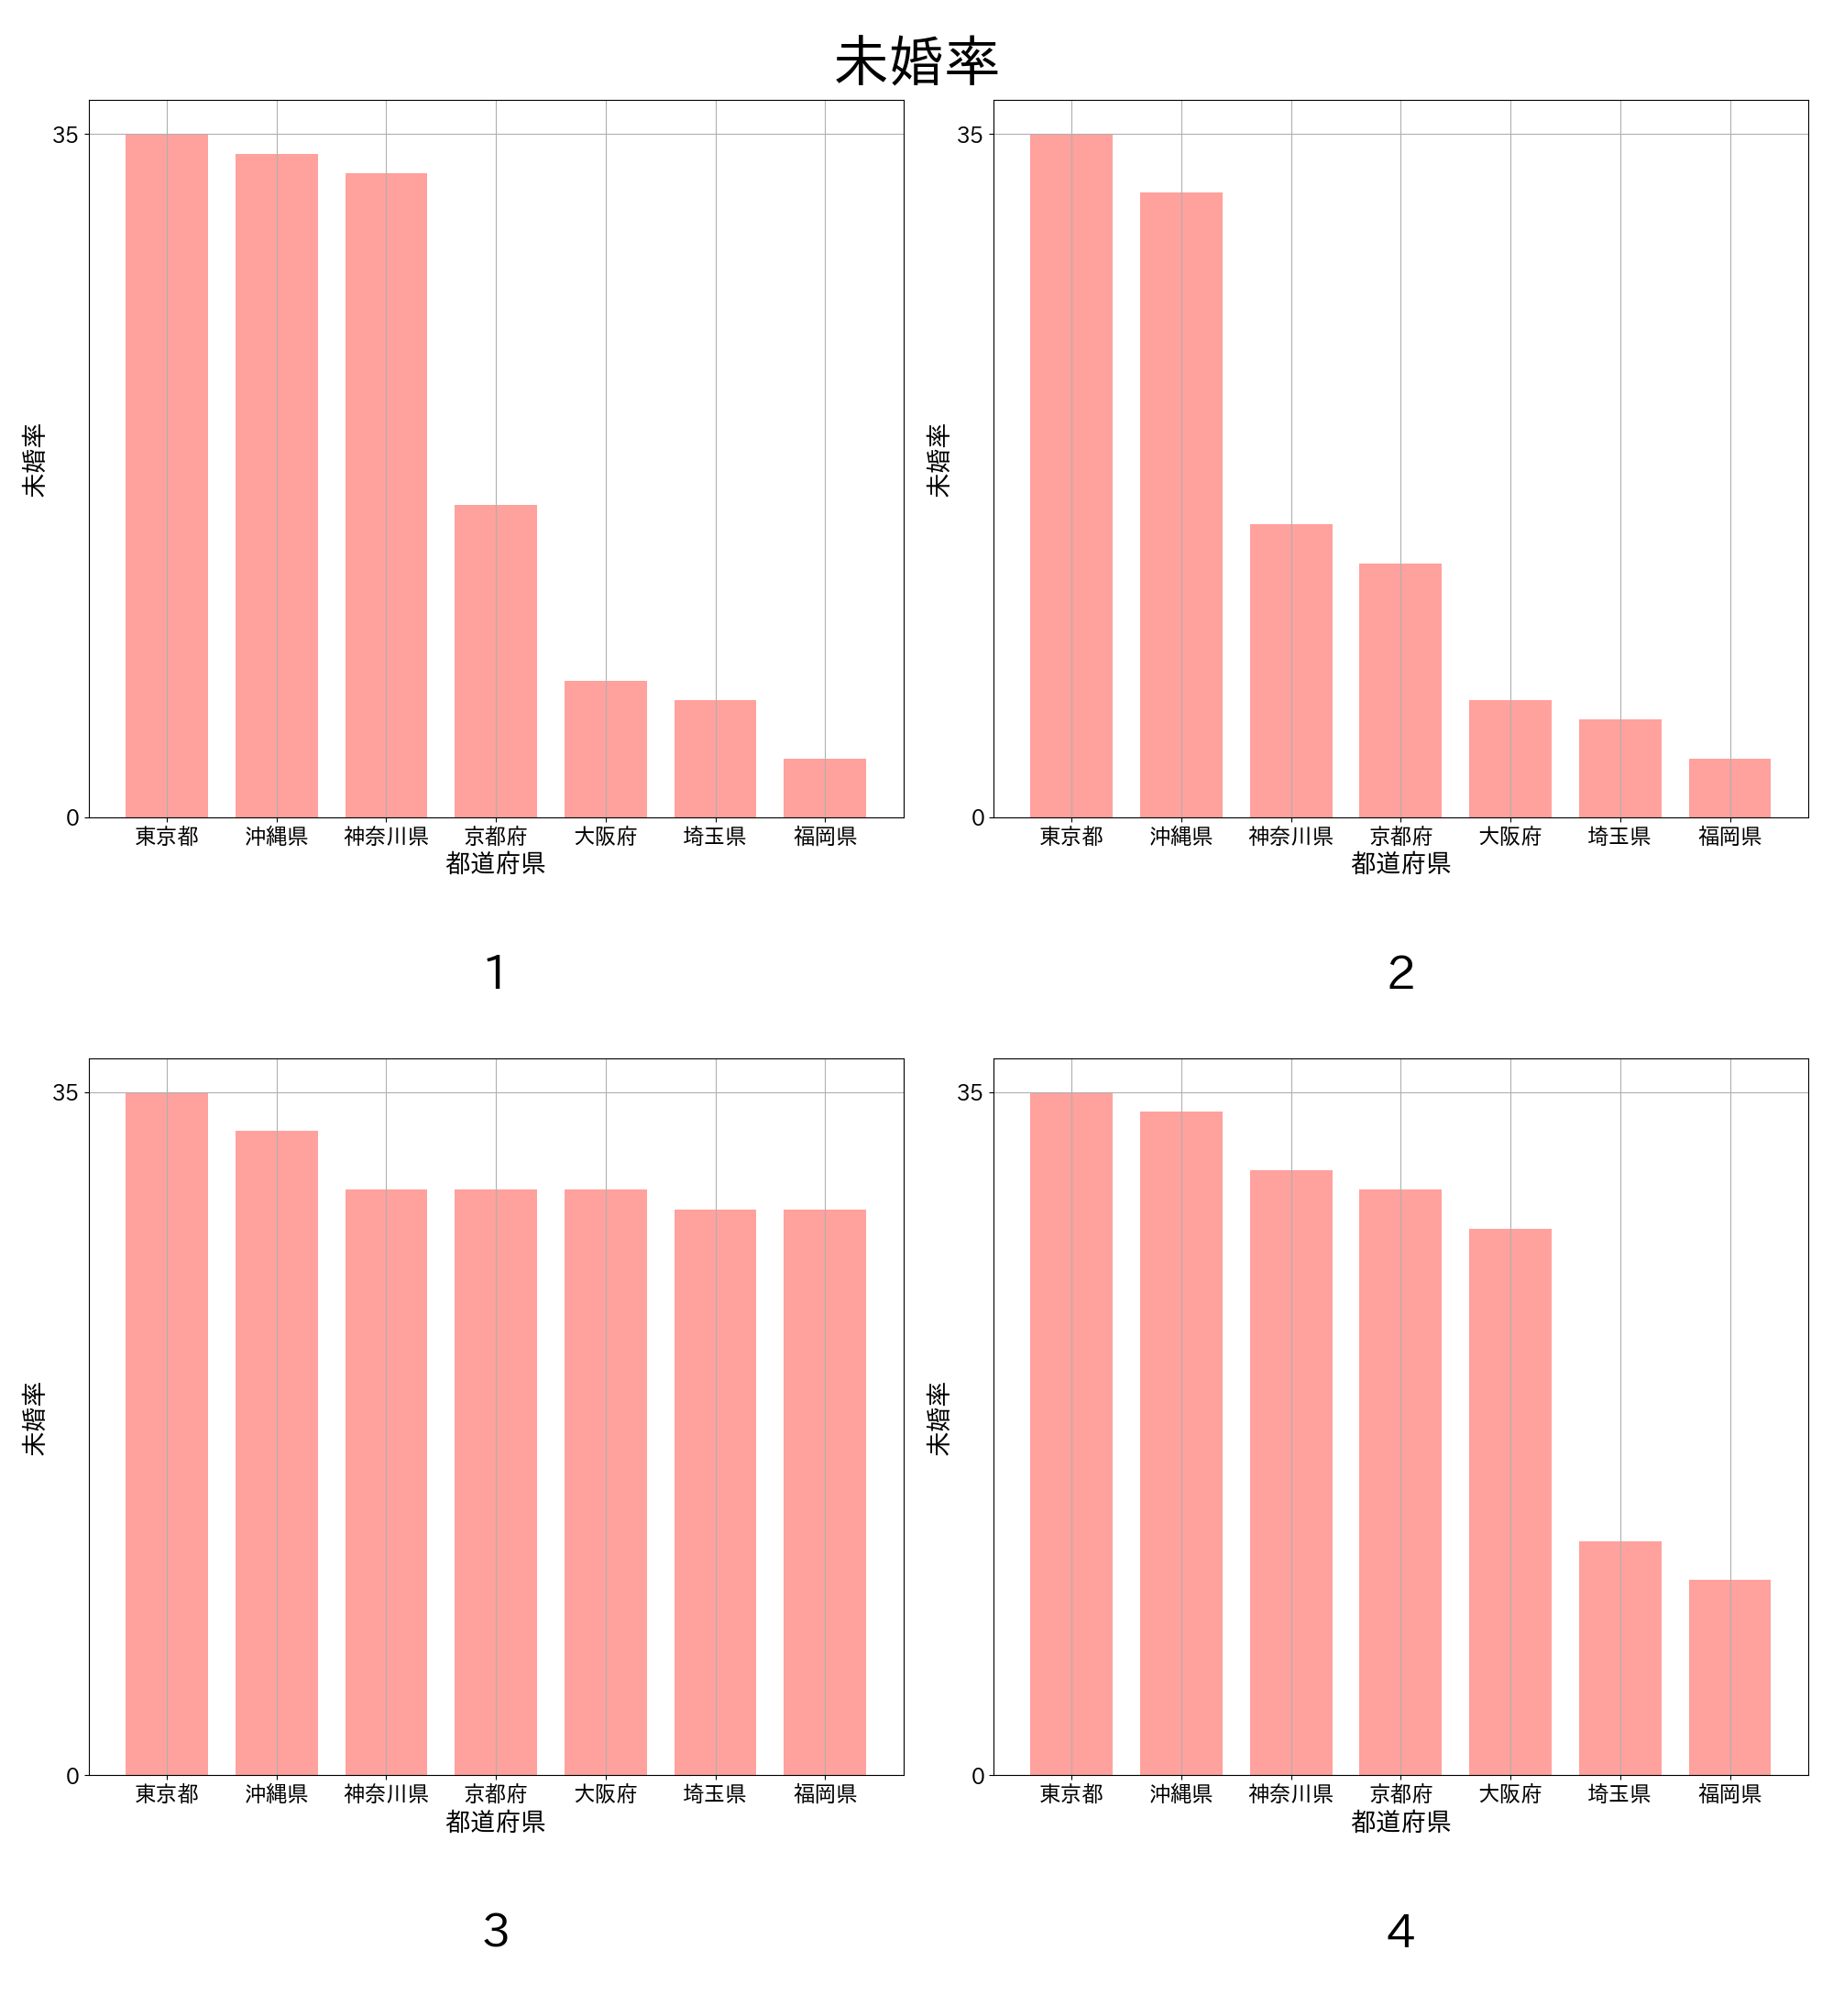 未婚率
35
0
未婚率
東京都 沖縄県 神奈川県 京都府 大阪府 埼玉県 福岡県
都道府県
1
35
0
未婚率
東京都 沖縄県 神奈川県 京都府 大阪府 埼玉県 福岡県
都道府県
2
35
0
未婚率
東京都 沖縄県 神奈川県 京都府 大阪府 埼玉県 福岡県
都道府県
3
35
0
未婚率
東京都 沖縄県 神奈川県 京都府 大阪府 埼玉県 福岡県
都道府県
4